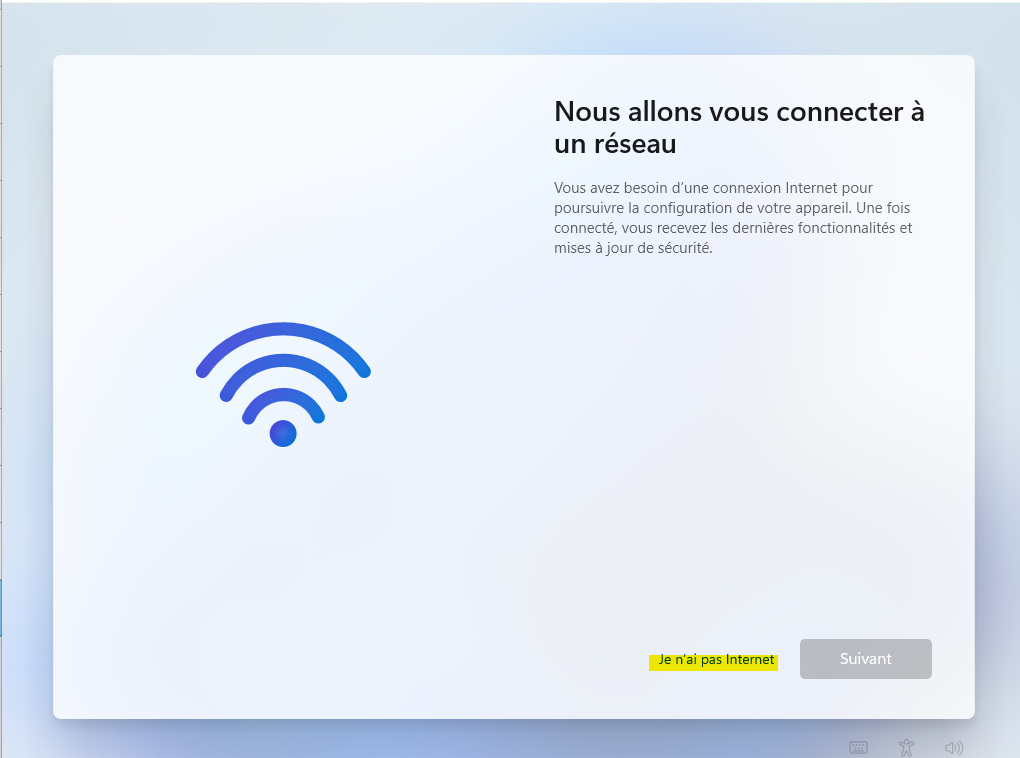 Nous allons vous connecter à
un réseau
Vous avez besoin d’une connexion Internet pour
poursuivre la configuration de votre appareil. Une fois
connecté, vous recevez les dernières fonctionnalités et
mises à jour de sécurité.
Je n’ai pas Internet
Suivant